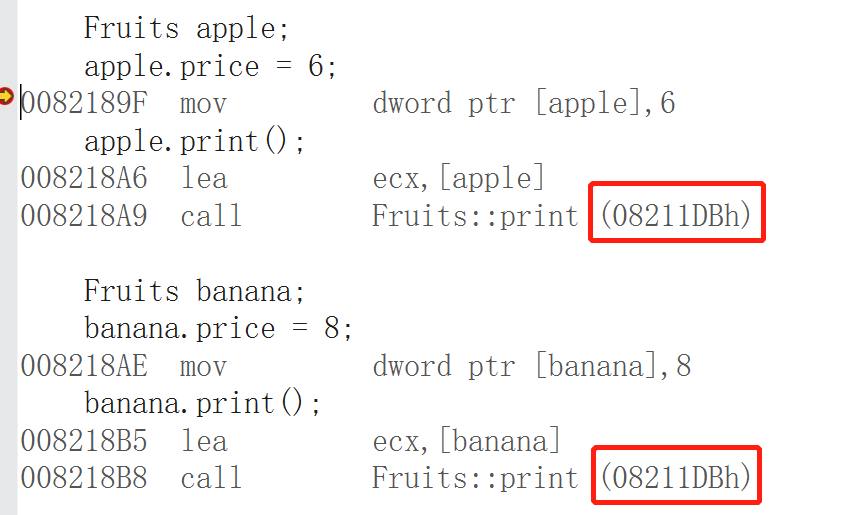 Fruits apple;
apple.price = 6;
0082189F  mov  dword ptr [apple],6
apple.print();
008218A6  lea  ecx,[apple]
008218A9  call  Fruits::print (08211DBh)
Fruits banana;
banana.price = 8;
008218AE  mov  dword ptr [banana],8
banana.print();
008218B5  lea  ecx,[banana]
008218B8  call  Fruits::print (08211DBh)